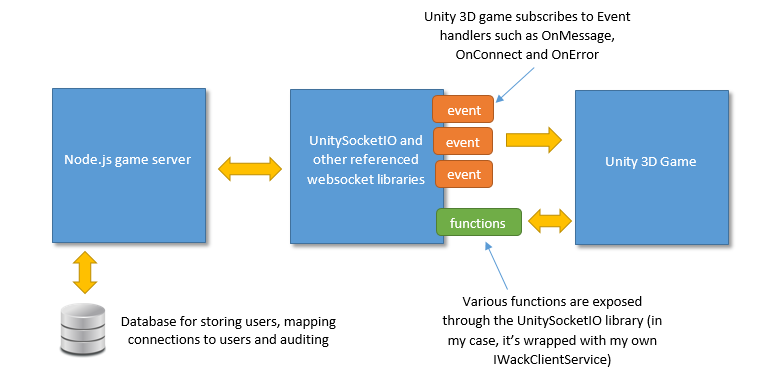 Unity 3D game subscribes to Event
handlers such as OnMessage,
OnConnect and OnError
Node.js game server
UnitySocketIO and
other referenced
websocket libraries
event
event
event
functions
Unity 3D Game
Database for storing users, mapping
connections to users and auditing
Various functions are exposed
through the UnitySocketIO library (in
my case, it's wrapped with my own
IWackClientService)